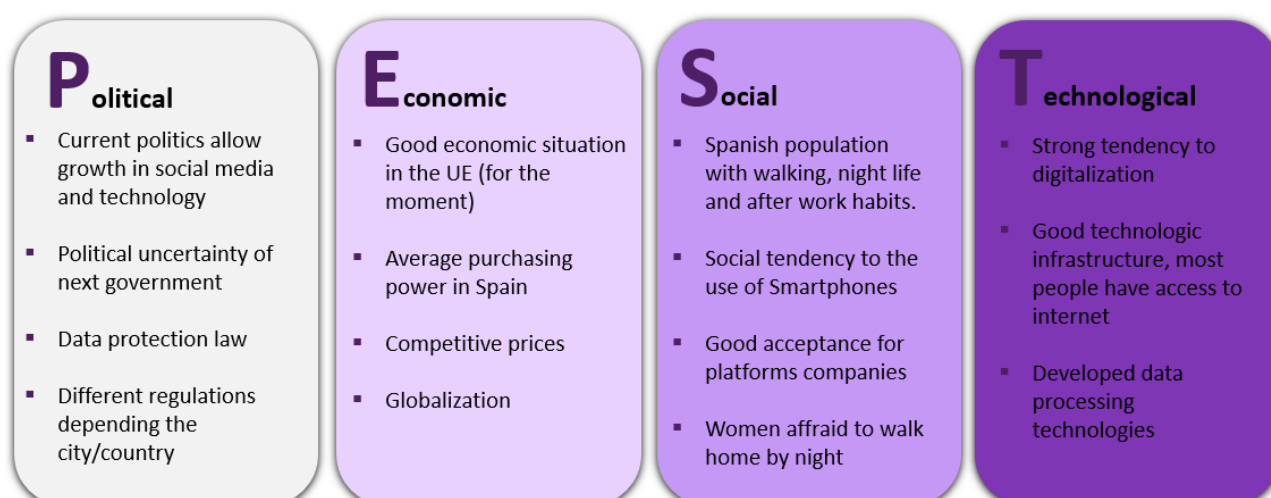 Political
▪ Current politics allow
growth in social media
and technology
▪ Political uncertainty of
next government
▪ Data protection law
▪ Different regulations
depending the
city/country
Economic
▪ Good economic situation
in the UE (for the
moment)
▪ Average purchasing
power in Spain
▪ Competitive prices
▪ Globalization
Social
▪ Spanish population
with walking, night life
and after work habits.
▪ Social tendency to the
use of Smartphones
▪ Good acceptance for
platforms companies
▪ Women affraid to walk
home by night
Technological
▪ Strong tendency to
digitalization
▪ Good technologic
infrastructure, most
people have access to
internet
▪ Developed data
processing
technologies